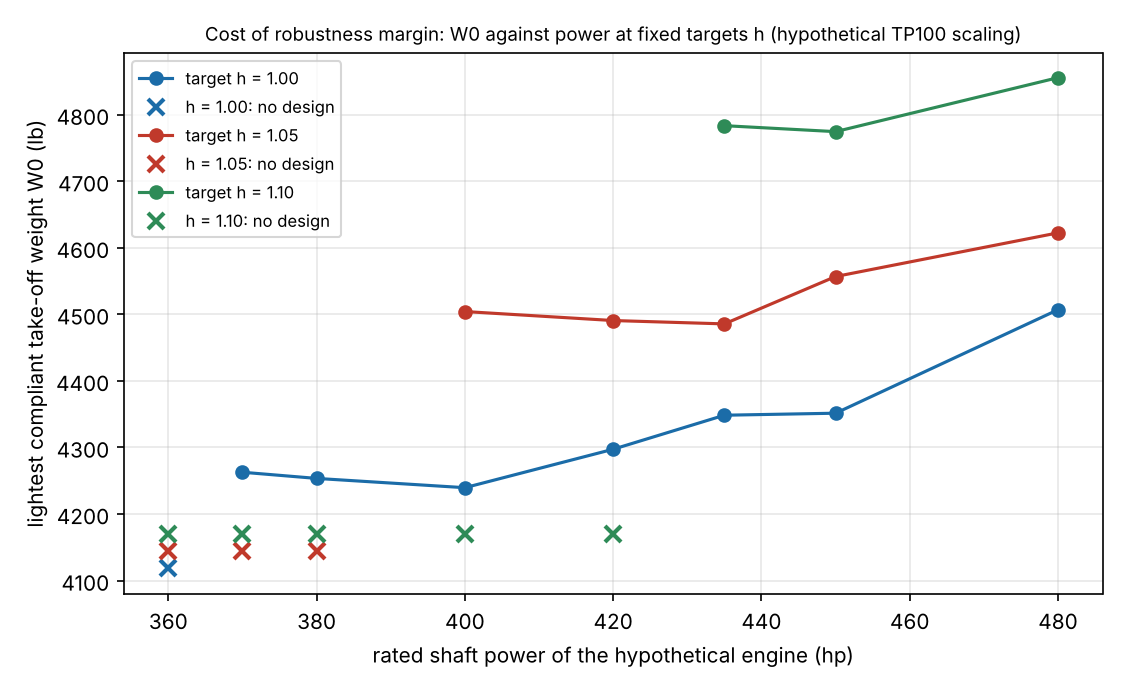 Cost of robustness margin: W0 against power at fixed targets h (hypothetical TP100 scaling)
target h = 1.00
h = 1.00: no design
target h = 1.05
h = 1.05: no design
target h = 1.10
h = 1.10: no design
lightest compliant take-off weight W0 (lb)
4800
4700
4600
4500
4400
4300
4200
4100
360 380 400 420 440 460 480
rated shaft power of the hypothetical engine (hp)